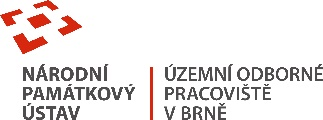 NÁRODNÍ
PAMÁTKOVÝ
ÚSTAV
ÚZEMNÍ ODBORNÉ
PRACOVIŠTĚ
V BRNĚ